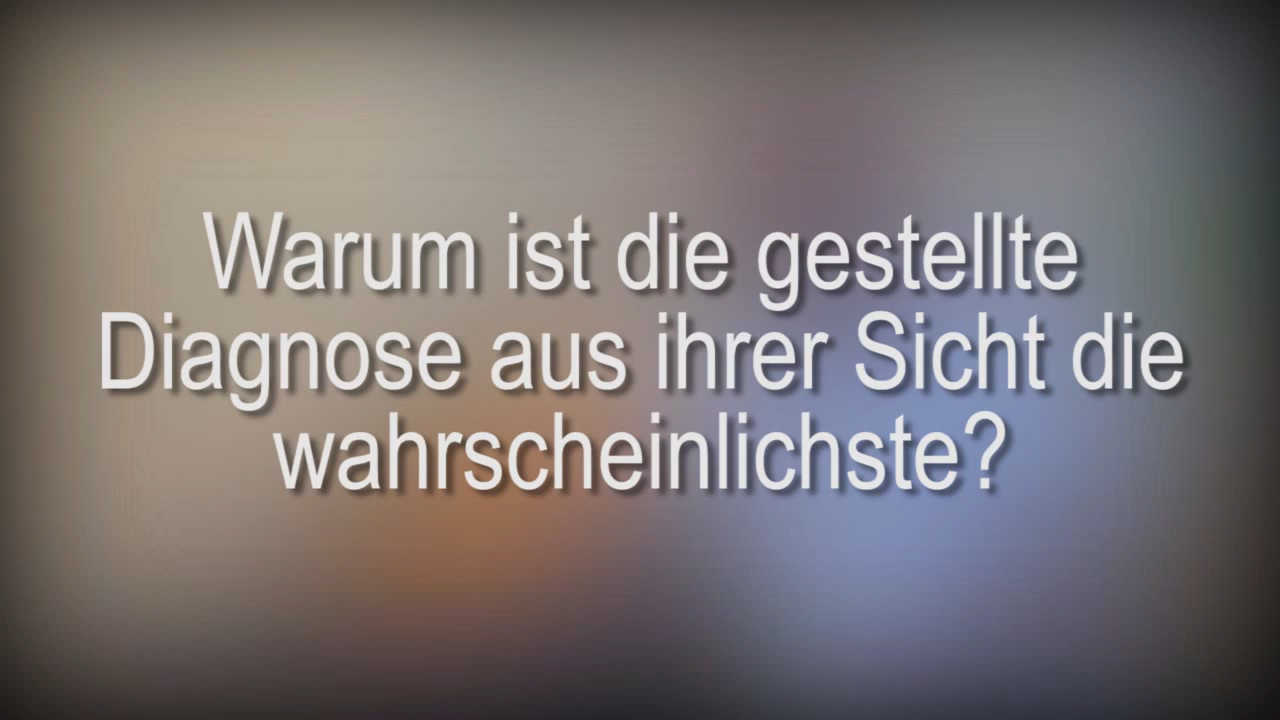 Warum ist die gestellte
Diagnose aus ihrer Sicht die
wahrscheinlichste?